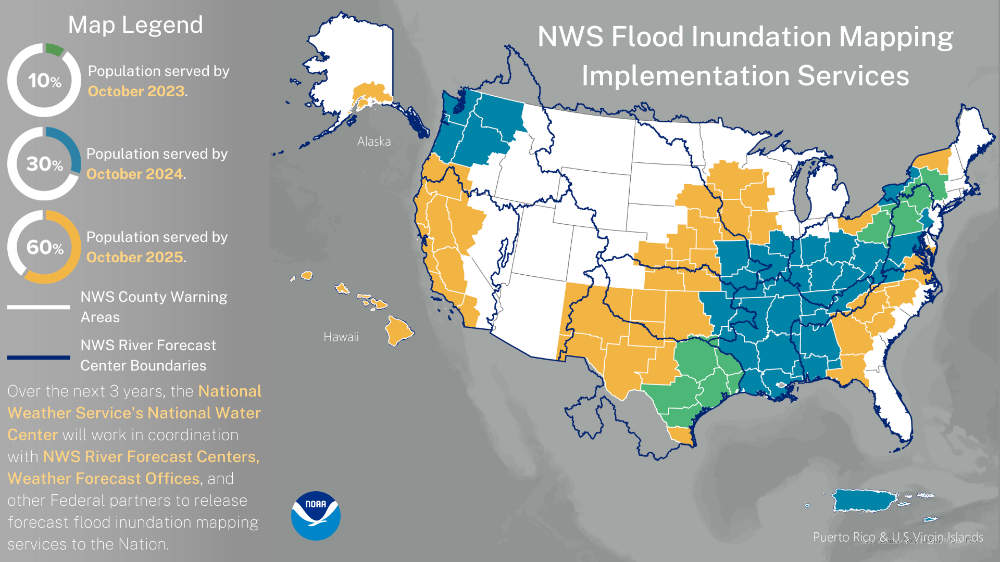 Map Legend
10%
Population served by
October 2023.
30%
Population served by
October 2024.
60%
Population served by
October 2025.
NWS County Warning
Areas
NWS River Forecast
Center Boundaries
Over the next 3 years, the National
Weather Service's National Water
Center will work in coordination
with NWS River Forecast Centers,
Weather Forecast Offices, and
other Federal partners to release
forecast flood inundation mapping
services to the Nation.
NWS Flood Inundation Mapping
Implementation Services
Alaska
Hawaii
NOAA
Puerto Rico & U.S Virgin Islands